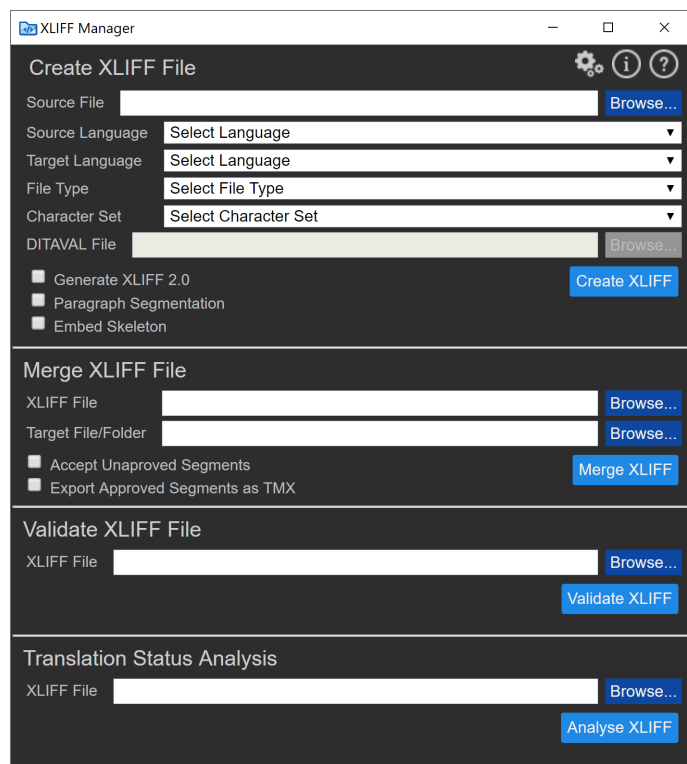 XLIFF Manager
Create XLIFF File
Source File Browse...
Source Language Select Language
Target Language Select Language
File Type Select File Type
Character Set Select Character Set
DITAVAL File Browse...
Generate XLIFF 2.0 Create XLIFF
Paragraph Segmentation
Embed Skeleton
Merge XLIFF File
XLIFF File Browse...
Target File/Folder Browse...
Accept Unaproved Segments Merge XLIFF
Export Approved Segments as TMX
Validate XLIFF File
XLIFF File Browse...
Validate XLIFF
Translation Status Analysis
XLIFF File Browse...
Analyse XLIFF